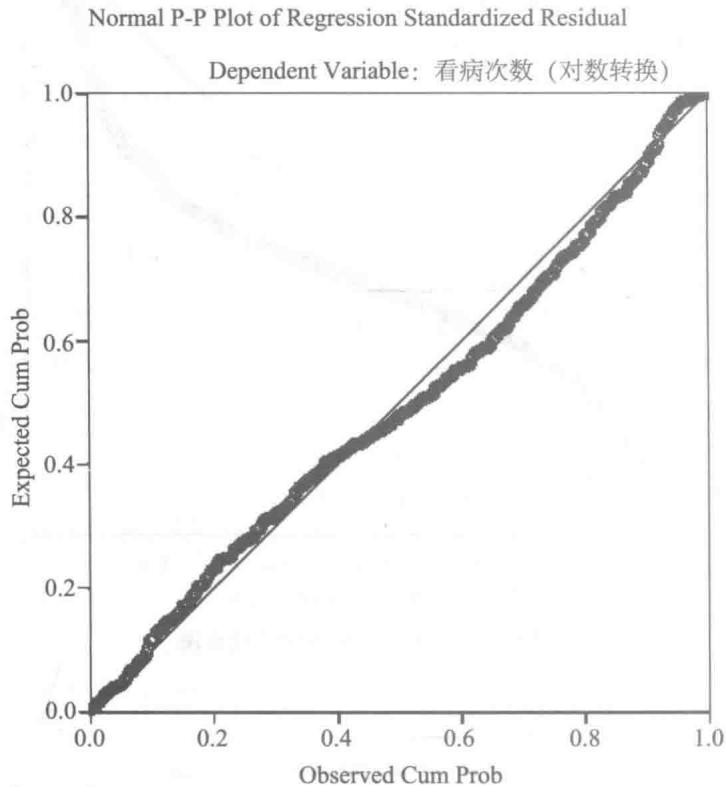 Normal P-P Plot of Regression Standardized Residual
Dependent Variable：看病次数（对数转换）
1.0
0.8
0.6
0.4
0.2
0.0
Expected Cum Prob
0.0 0.2 0.4 0.6 0.8 1.0
Observed Cum Prob